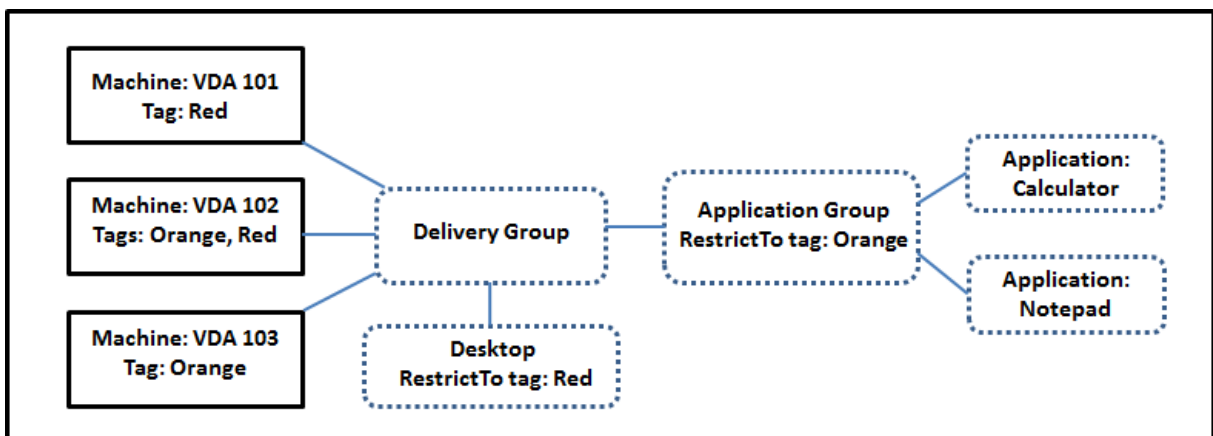 Machine: VDA 101
Tag: Red
Machine: VDA 102
Tags: Orange, Red
Machine: VDA 103
Tag: Orange
Delivery Group
Desktop
RestrictTo tag: Red
Application Group
RestrictTo tag: Orange
Application:
Calculator
Application:
Notepad